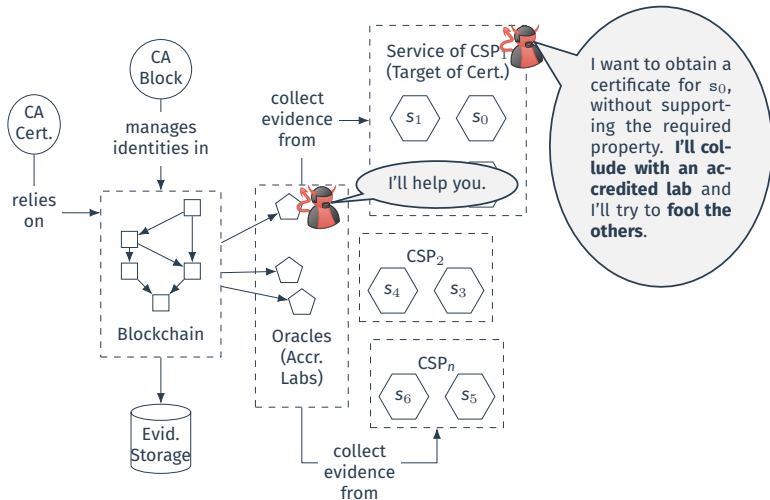 CA
Block
CA
Cert.
manages
identities in
relies
on
Blockchain
Evid.
Storage
collect
evidence
from
Oracles
(Accr.
Labs)
I'll help you.
Service of CSP1
(Target of Cert.)
s1
s0
CSP2
s4
s3
CSPn
s6
s5
collect
evidence
from
I want to obtain a
certificate for s0,
without support-
ing the required
property. I'll col-
lude with an ac-
credited lab and
I'll try to fool the
others.